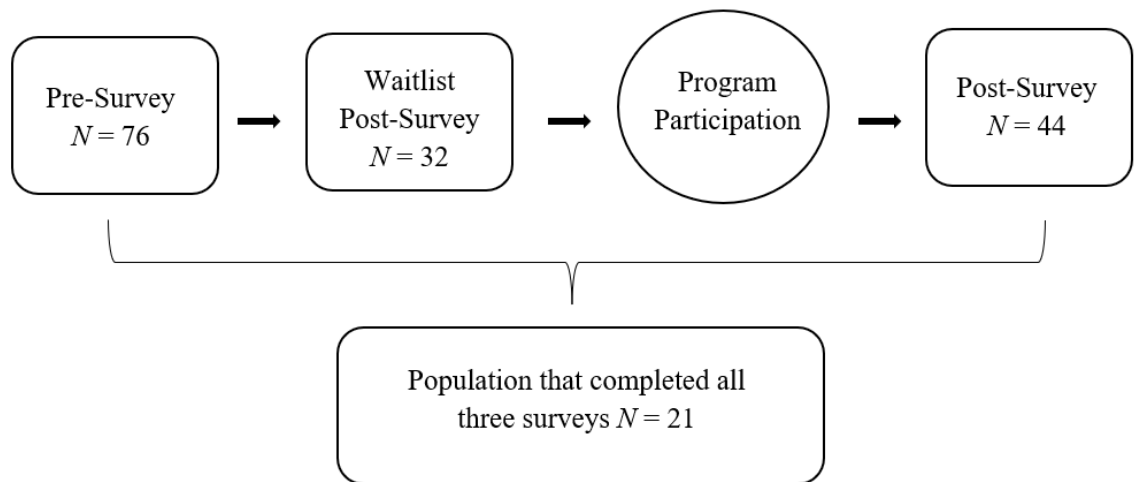 Pre-Survey
N = 76
Waitlist
Post-Survey
N = 32
Program
Participation
Post-Survey
N = 44
Population that completed all
three surveys N = 21